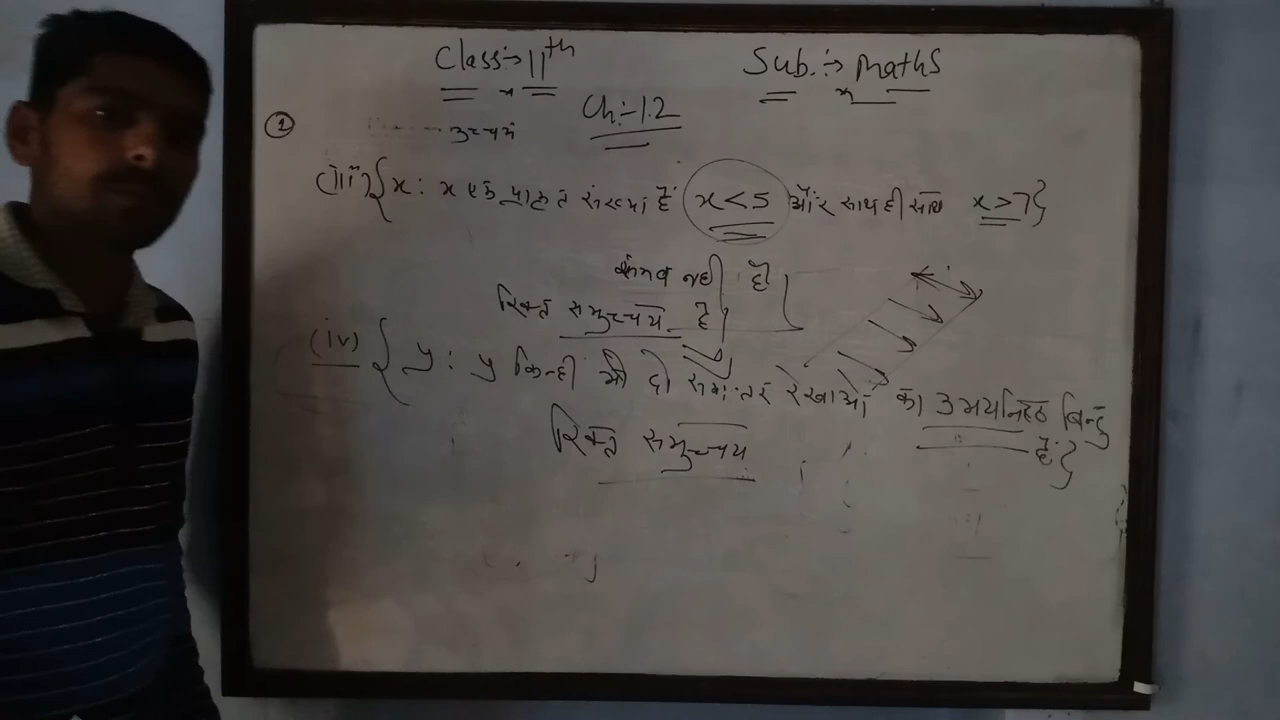 Class:→ 11th
Sub.:→ Maths
Ch:-1.2
①
(iii) {x : x एक प्राकृत संख्या है x < 5 और साथ ही साथ x > 7}
संभव नही है
रिक्त समुच्चय है
(iv) { y : y किन्ही भी दो समांतर रेखाओं का उभयनिष्ठ बिन्दु
है}
रिक्त समुच्चय